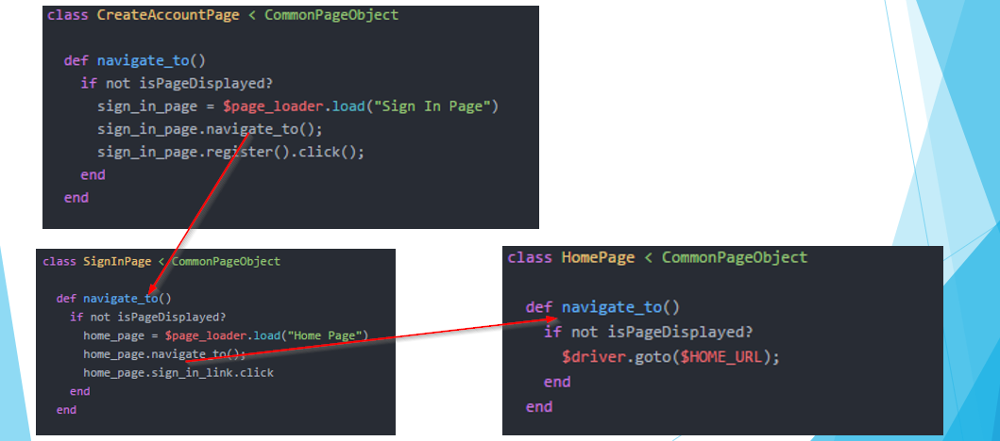 class CreateAccountPage < CommonPageObject
def navigate_to()
if not isPageDisplayed?
sign_in_page = $page_loader.load("Sign In Page")
sign_in_page.navigate_to();
sign_in_page.register().click();
end
end
class SignInPage < CommonPageObject
def navigate_to()
if not isPageDisplayed?
home_page = $page_loader.load("Home Page")
home_page.navigate_to();
home_page.sign_in_link.click
end
end
class HomePage < CommonPageObject
def navigate_to()
if not isPageDisplayed?
$driver.goto($HOME_URL);
end
end